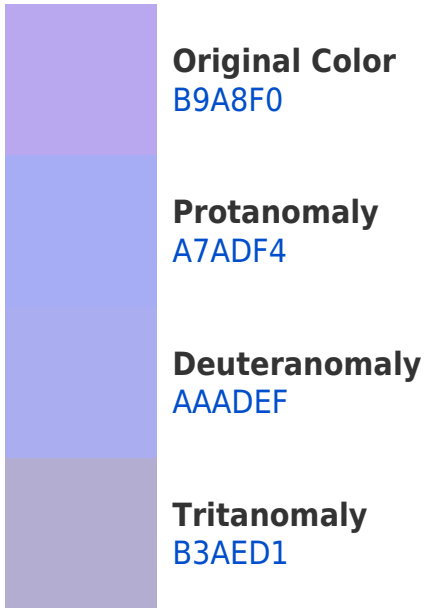 Original Color
B9A8F0
Protanomaly
A7ADF4
Deuteranomaly
AAADEF
Tritanomaly
B3AED1